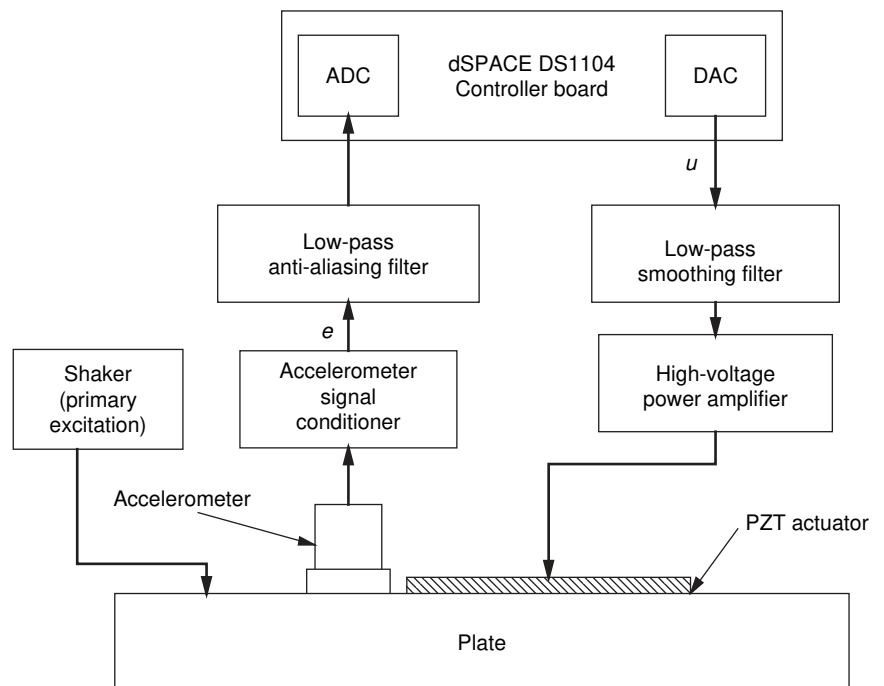 ADC
dSPACE DS1104
Controller board
DAC
u
Low-pass
anti-aliasing filter
Low-pass
smoothing filter
e
Shaker
(primary
excitation)
Accelerometer
signal
conditioner
High-voltage
power amplifier
Accelerometer
PZT actuator
Plate